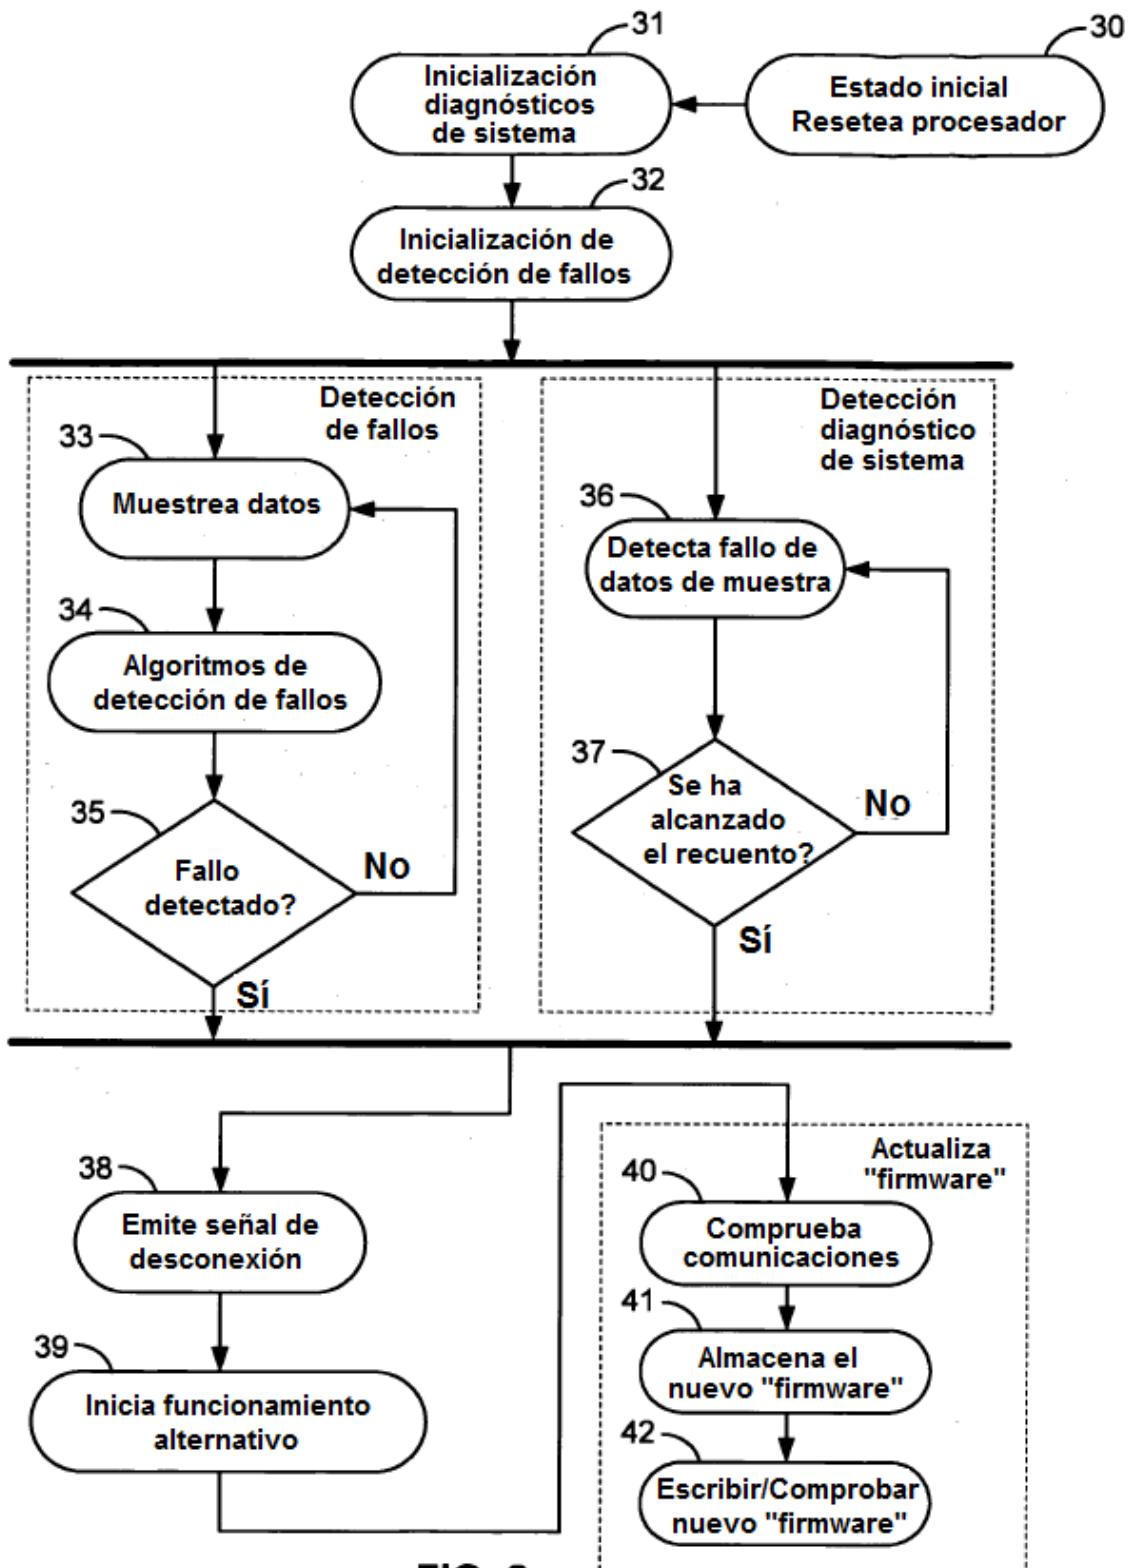 31
30
Inicialización
diagnósticos
de sistema
Estado inicial
Resetea procesador
32
Inicialización de
detección de fallos
Detección
de fallos
33
Muestrea datos
34
Algoritmos de
detección de fallos
35
Fallo
detectado?
No
Sí
Detección
diagnóstico
de sistema
36
Detecta fallo de
datos de muestra
37
Se ha
alcanzado
el recuento?
No
Sí
38
Emite señal de
desconexión
39
Inicia funcionamiento
alternativo
Actualiza
"firmware"
40
Comprueba
comunicaciones
41
Almacena el
nuevo "firmware"
42
Escribir/Comprobar
nuevo "firmware"